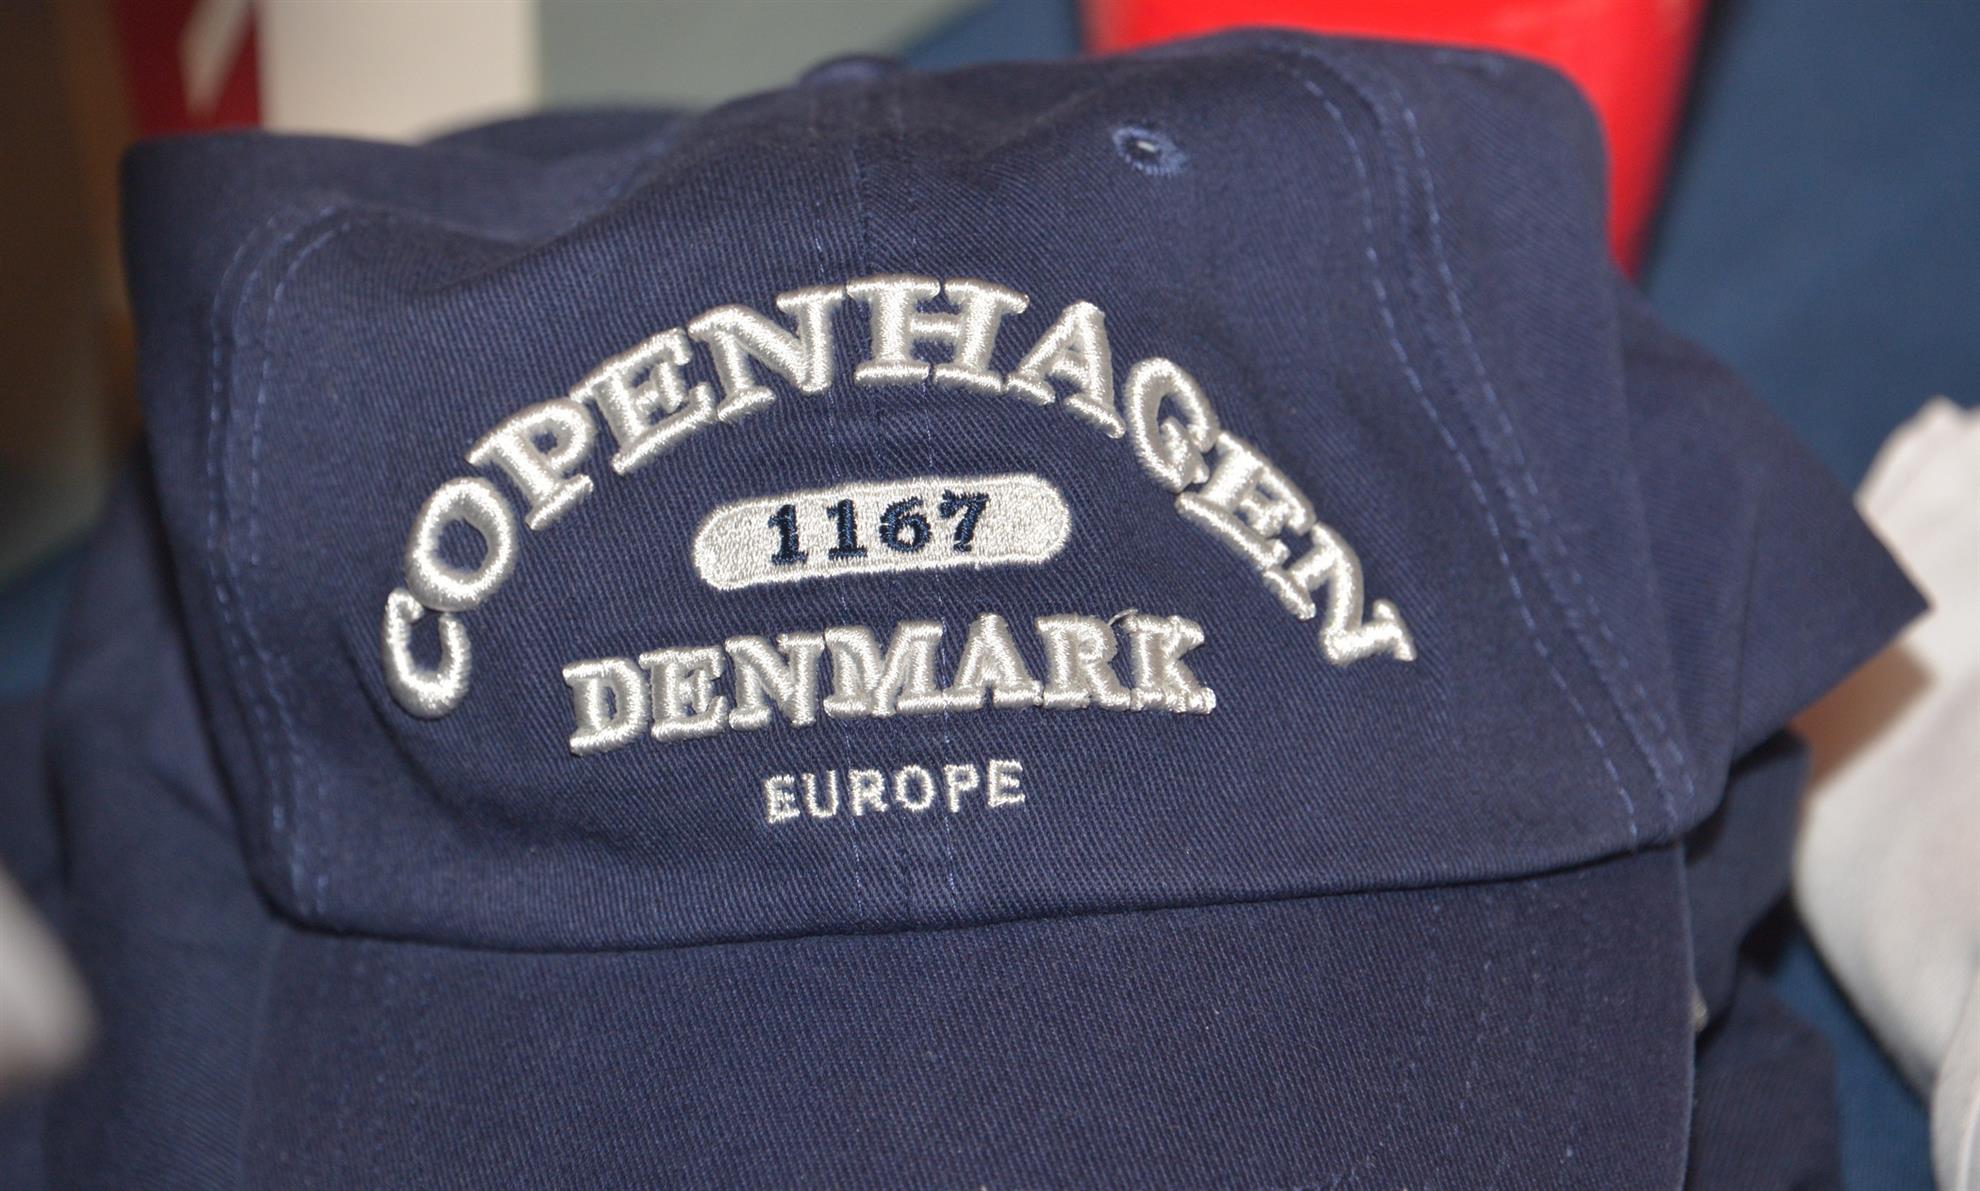 COPENHAGEN
1167
DENMARK
EUROPE